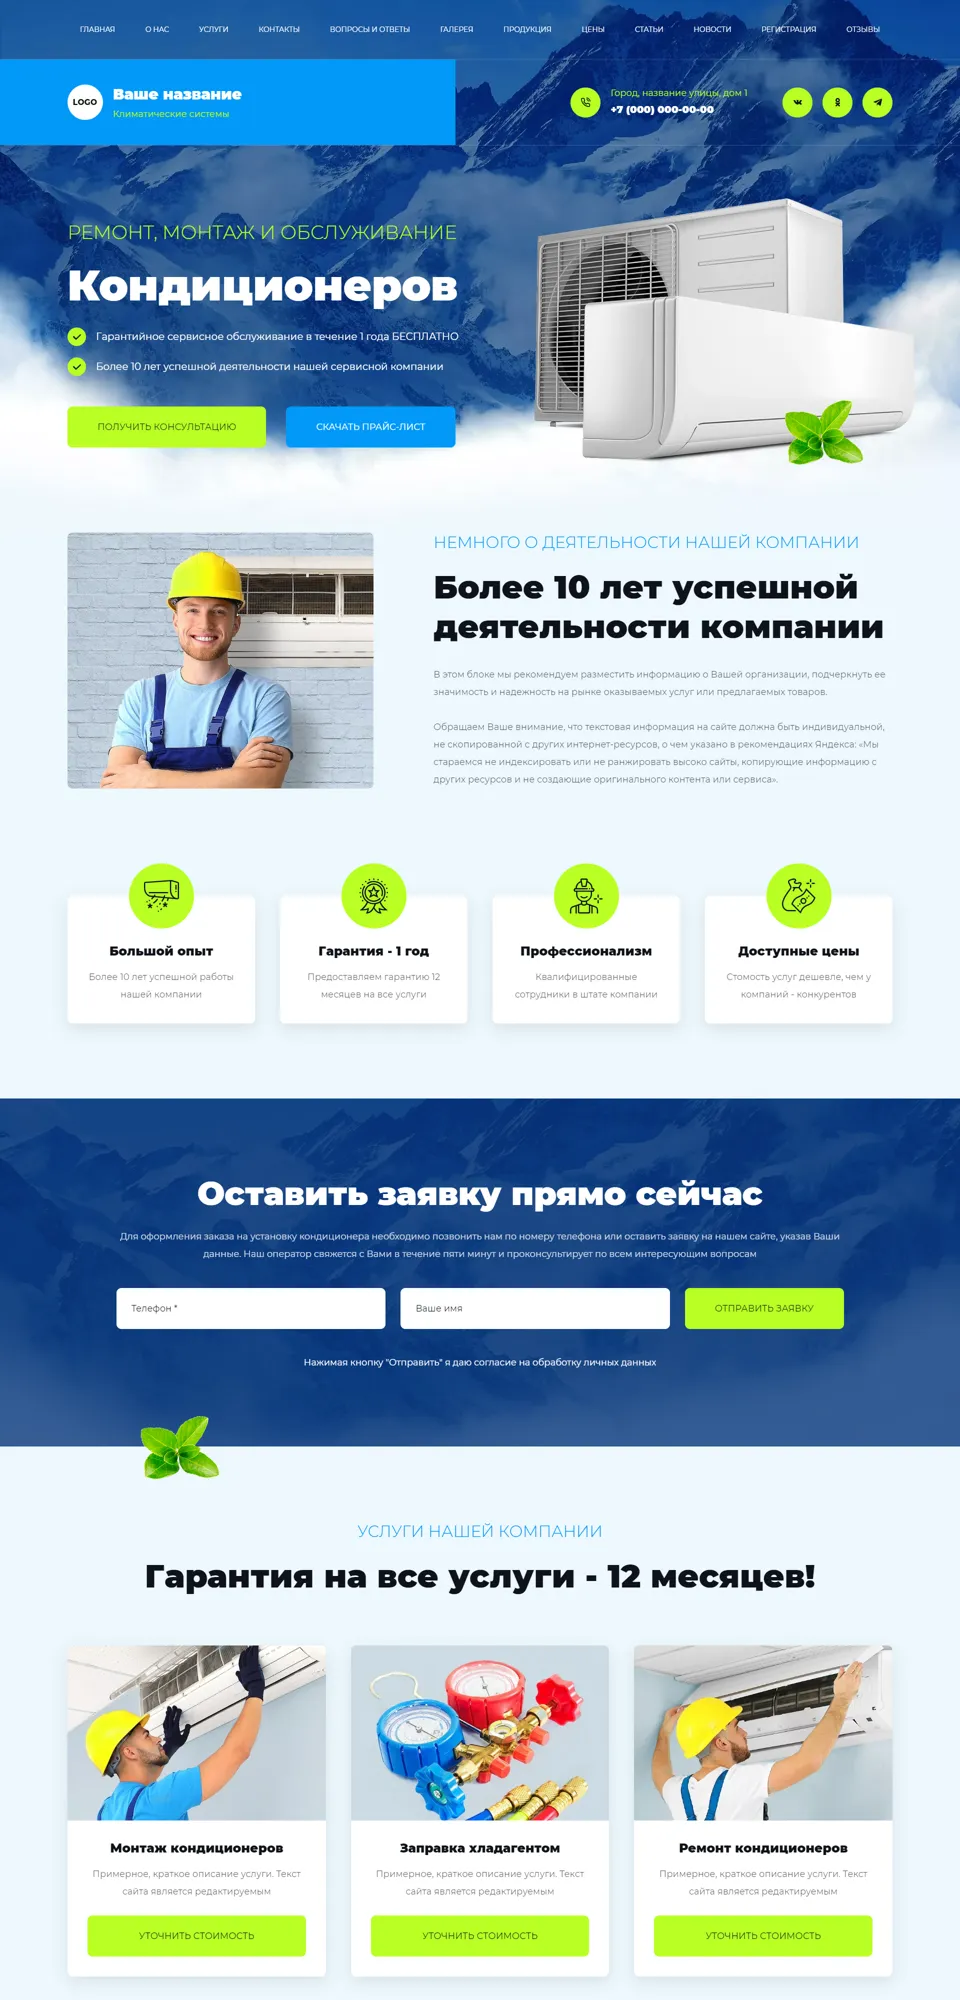 ГЛАВНАЯ О НАС УСЛУГИ КОНТАКТЫ ВОПРОСЫ И ОТВЕТЫ ГАЛЕРЕЯ ПРОДУКЦИЯ ЦЕНЫ СТАТЬИ НОВОСТИ РЕГИСТРАЦИЯ ОТЗЫВЫ
LOGO
Ваше название
Климатические системы
Город, название улицы, дом 1
+7 (000) 000-00-00
РЕМОНТ, МОНТАЖ И ОБСЛУЖИВАНИЕ
Кондиционеров
Гарантийное сервисное обслуживание в течение 1 года БЕСПЛАТНО
Более 10 лет успешной деятельности нашей сервисной компании
ПОЛУЧИТЬ КОНСУЛЬТАЦИЮ
СКАЧАТЬ ПРАЙС-ЛИСТ
НЕМНОГО О ДЕЯТЕЛЬНОСТИ НАШЕЙ КОМПАНИИ
Более 10 лет успешной
деятельности компании
В этом блоке мы рекомендуем разместить информацию о Вашей организации, подчеркнуть ее
значимость и надежность на рынке оказываемых услуг или предлагаемых товаров.
Обращаем Ваше внимание, что текстовая информация на сайте должна быть индивидуальной,
не скопированной с других интернет-ресурсов, о чем указано в рекомендациях Яндекса: «Мы
стараемся не индексировать или не ранжировать высоко сайты, копирующие информацию с
других ресурсов и не создающие оригинального контента или сервиса».
Большой опыт
Более 10 лет успешной работы
нашей компании
Гарантия - 1 год
Предоставляем гарантию 12
месяцев на все услуги
Профессионализм
Квалифицированные
сотрудники в штате компании
Доступные цены
Стомость услуг дешевле, чем у
компаний - конкурентов
Оставить заявку прямо сейчас
Для оформления заказа на установку кондиционера необходимо позвонить нам по номеру телефона или оставить заявку на нашем сайте, указав Ваши
данные. Наш оператор свяжется с Вами в течение пяти минут и проконсультирует по всем интересующим вопросам
Телефон *
Ваше имя
ОТПРАВИТЬ ЗАЯВКУ
Нажимая кнопку "Отправить" я даю согласие на обработку личных данных
УСЛУГИ НАШЕЙ КОМПАНИИ
Гарантия на все услуги - 12 месяцев!
Монтаж кондиционеров
Примерное, краткое описание услуги. Текст
сайта является редактируемым
УТОЧНИТЬ СТОИМОСТЬ
Заправка хладагентом
Примерное, краткое описание услуги. Текст
сайта является редактируемым
УТОЧНИТЬ СТОИМОСТЬ
Ремонт кондиционеров
Примерное, краткое описание услуги. Текст
сайта является редактируемым
УТОЧНИТЬ СТОИМОСТЬ